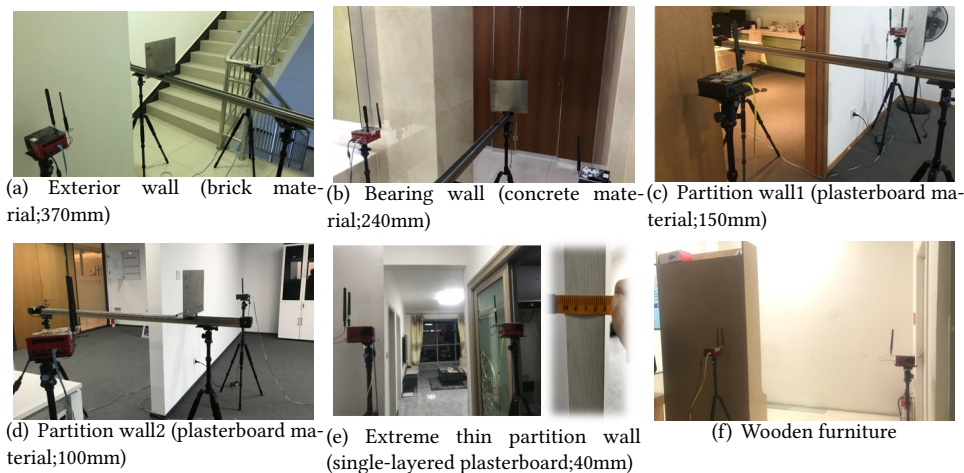 (a) Exterior wall (brick mate-
rial;370mm)
(b) Bearing wall (concrete mate-
rial;240mm)
(c) Partition wall1 (plasterboard ma-
terial;150mm)
(d) Partition wall2 (plasterboard ma-
terial;100mm)
(e) Extreme thin partition wall
(single-layered plasterboard;40mm)
(f) Wooden furniture